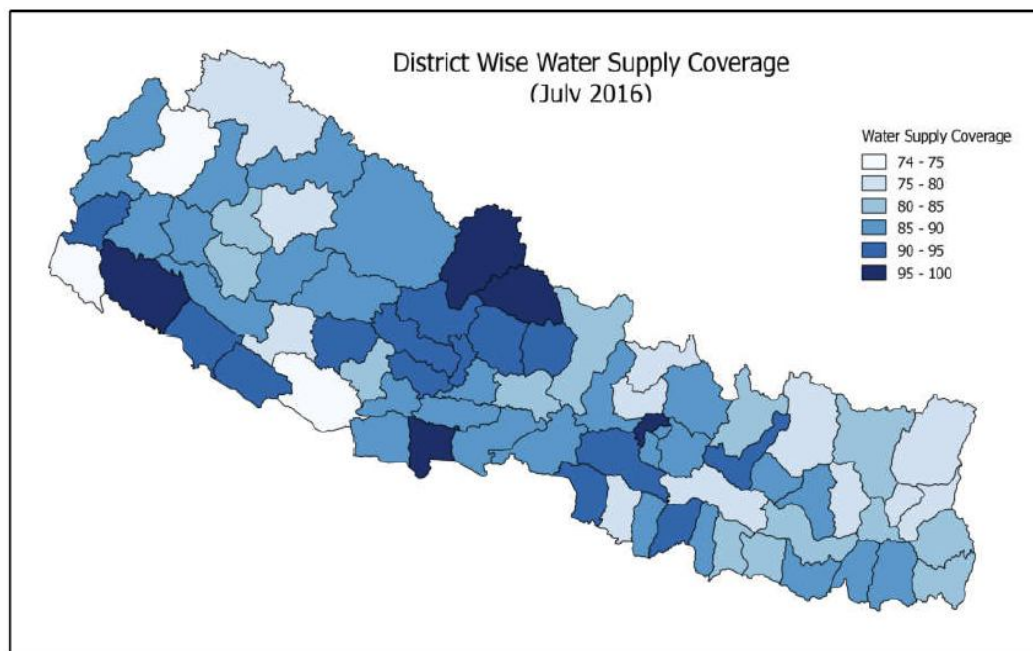 District Wise Water Supply Coverage
(July 2016)
Water Supply Coverage
74 - 75
75 - 80
80 - 85
85 - 90
90 - 95
95 - 100